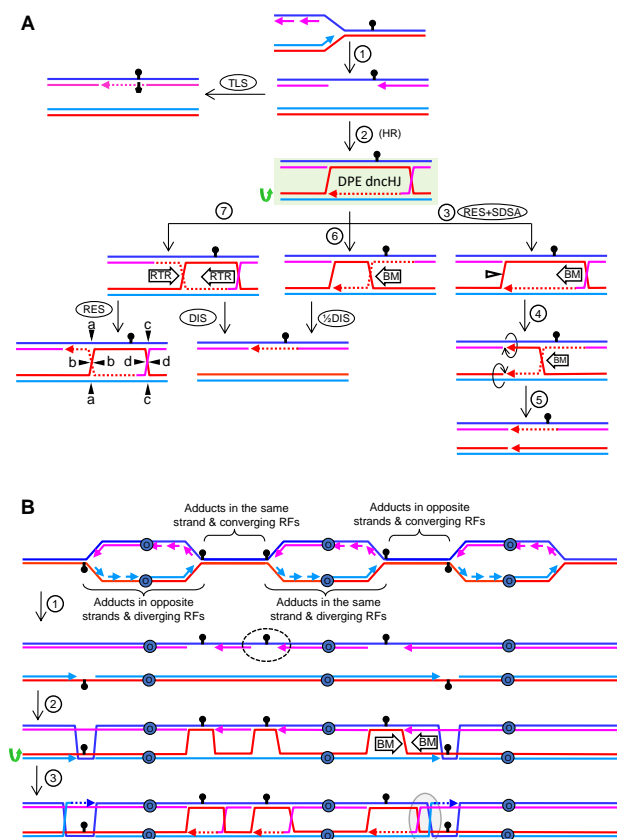 A
①
TLS
② (HR)
DPE dncHJ
⑦
⑥
③ RES+SDSA
RTR
RTR
BM
BM
RES
DIS
½DIS
④
a c
b b d d
a c
BM
⑤
B
Adducts in the same
strand & converging RFs
Adducts in opposite
strands & converging RFs
①
Adducts in opposite
strands & diverging RFs
Adducts in the same
strand & diverging RFs
②
BM
BM
③